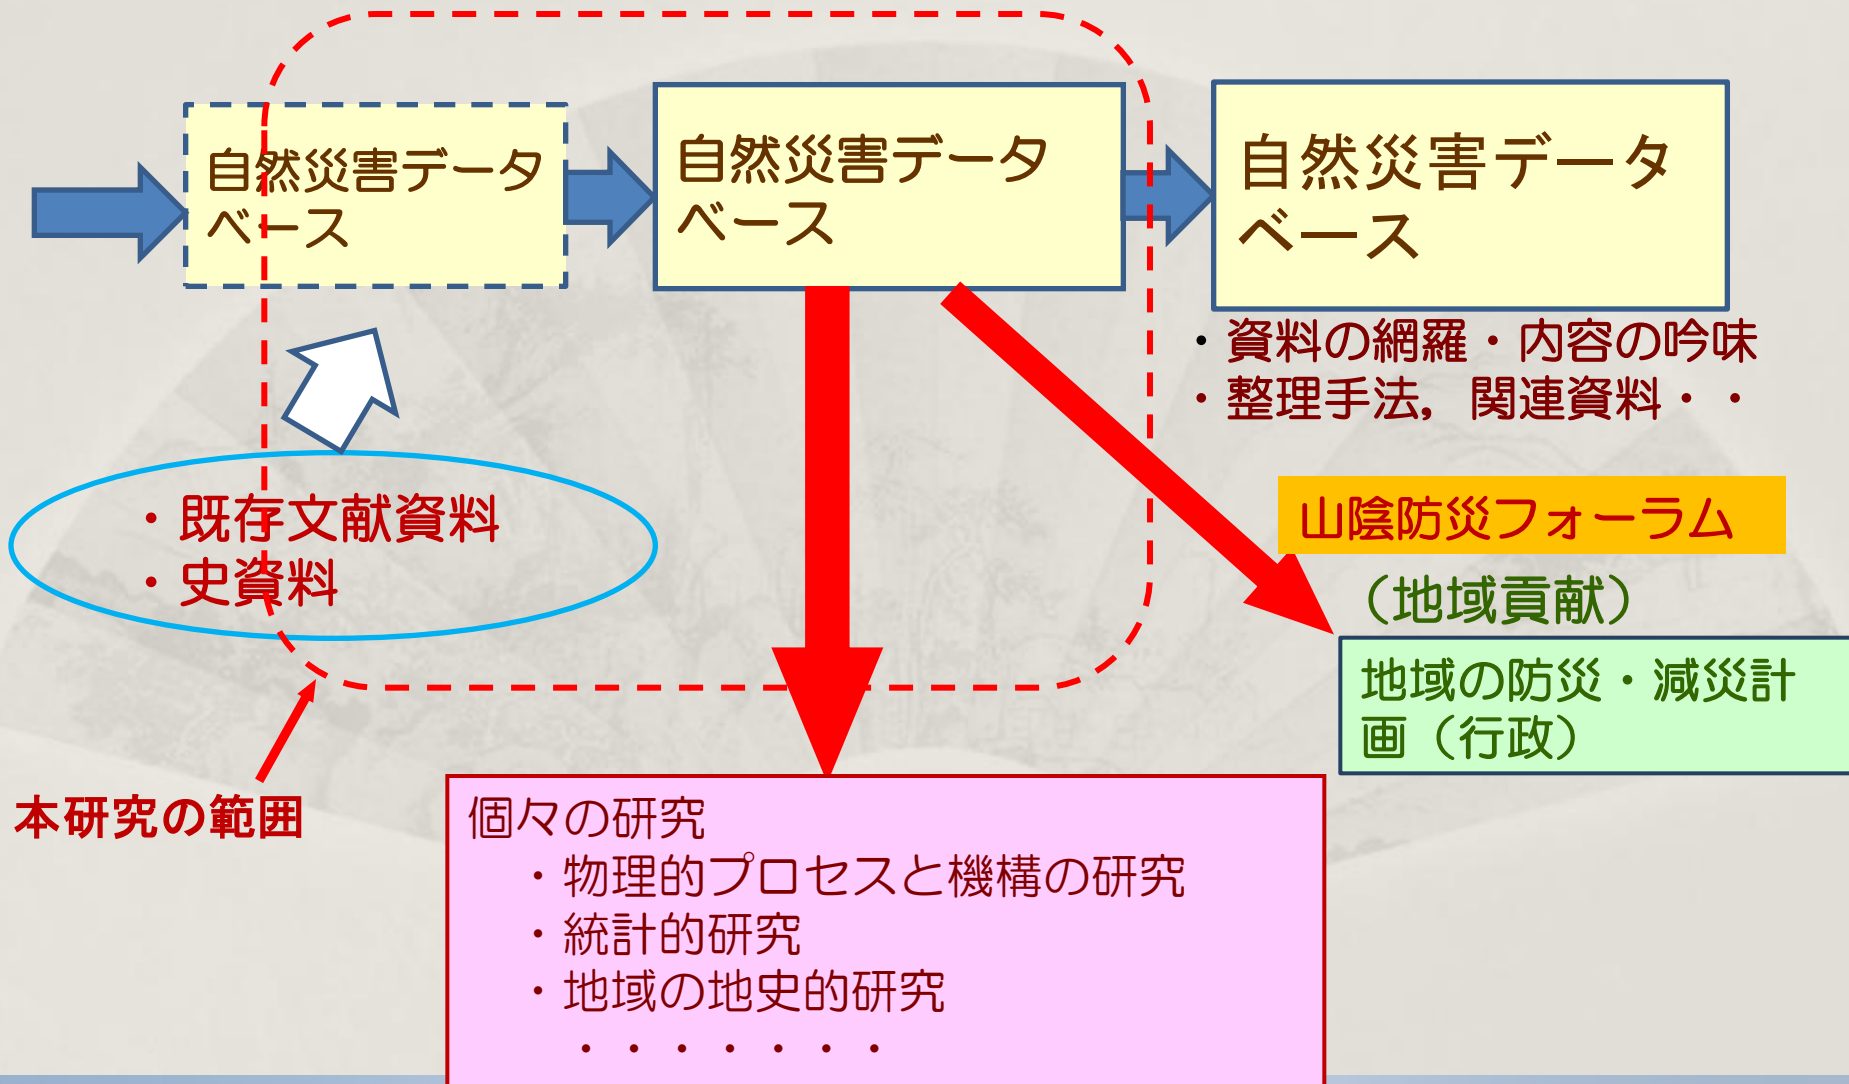 自然災害データ
ベース
自然災害データ
ベース
自然災害データ
ベース
・資料の網羅・内容の吟味
・整理手法，関連資料・・
・既存文献資料
・史資料
山陰防災フォーラム
（地域貢献）
地域の防災・減災計
画（行政）
本研究の範囲
個々の研究
・物理的プロセスと機構の研究
・統計的研究
・地域の地史的研究
・・・・・・・